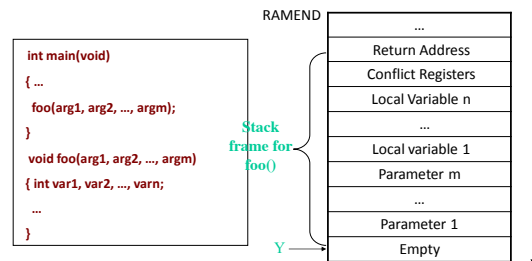 int main(void)
{ ...
foo(arg1, arg2, ..., argm);
}
void foo(arg1, arg2, ..., argm)
{ int var1, var2, ..., varn;
...
}
Stack
frame for
foo()
Y
RAMEND
...
Return Address
Conflict Registers
Local Variable n
...
Local variable 1
Parameter m
...
Parameter 1
Empty